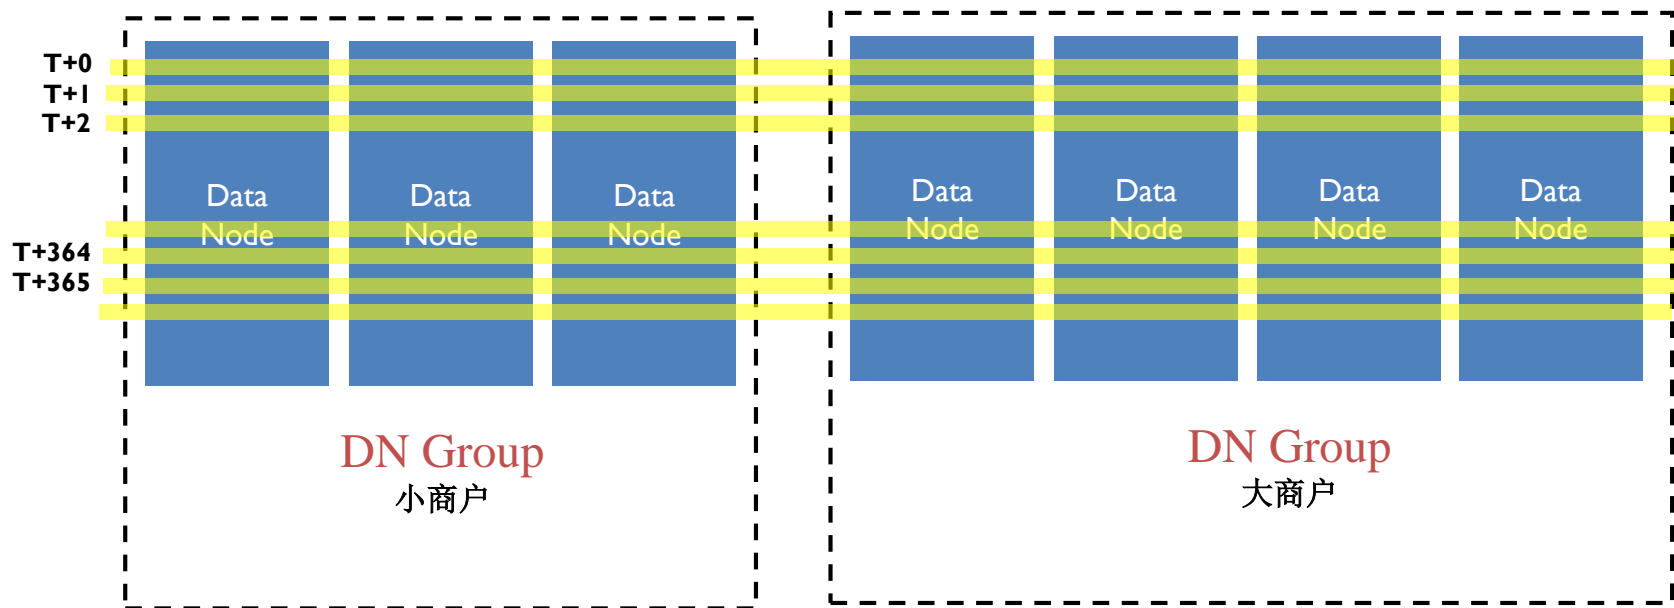 T+0
T+1
T+2
T+364
T+365
Data
Node
Data
Node
Data
Node
Data
Node
Data
Node
Data
Node
Data
Node
DN Group
小商户
DN Group
大商户